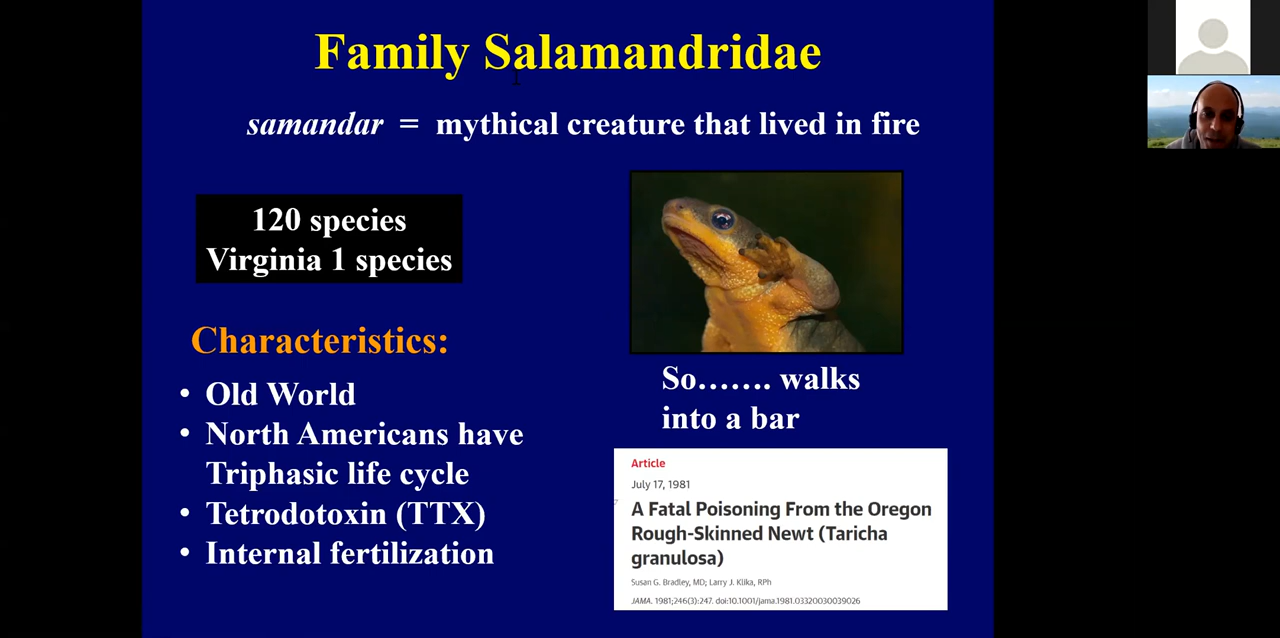 Family Salamandridae
samandar = mythical creature that lived in fire
120 species
Virginia 1 species
Characteristics:
• Old World
• North Americans have
Triphasic life cycle
• Tetrodotoxin (TTX)
• Internal fertilization
So……. walks
into a bar
Article
July 17, 1981
A Fatal Poisoning From the Oregon
Rough-Skinned Newt (Taricha
granulosa)
Susan G. Bradley, MD; Larry J. Klika, RPh
JAMA. 1981;246(3):247. doi:10.1001/jama.1981.03320030039026